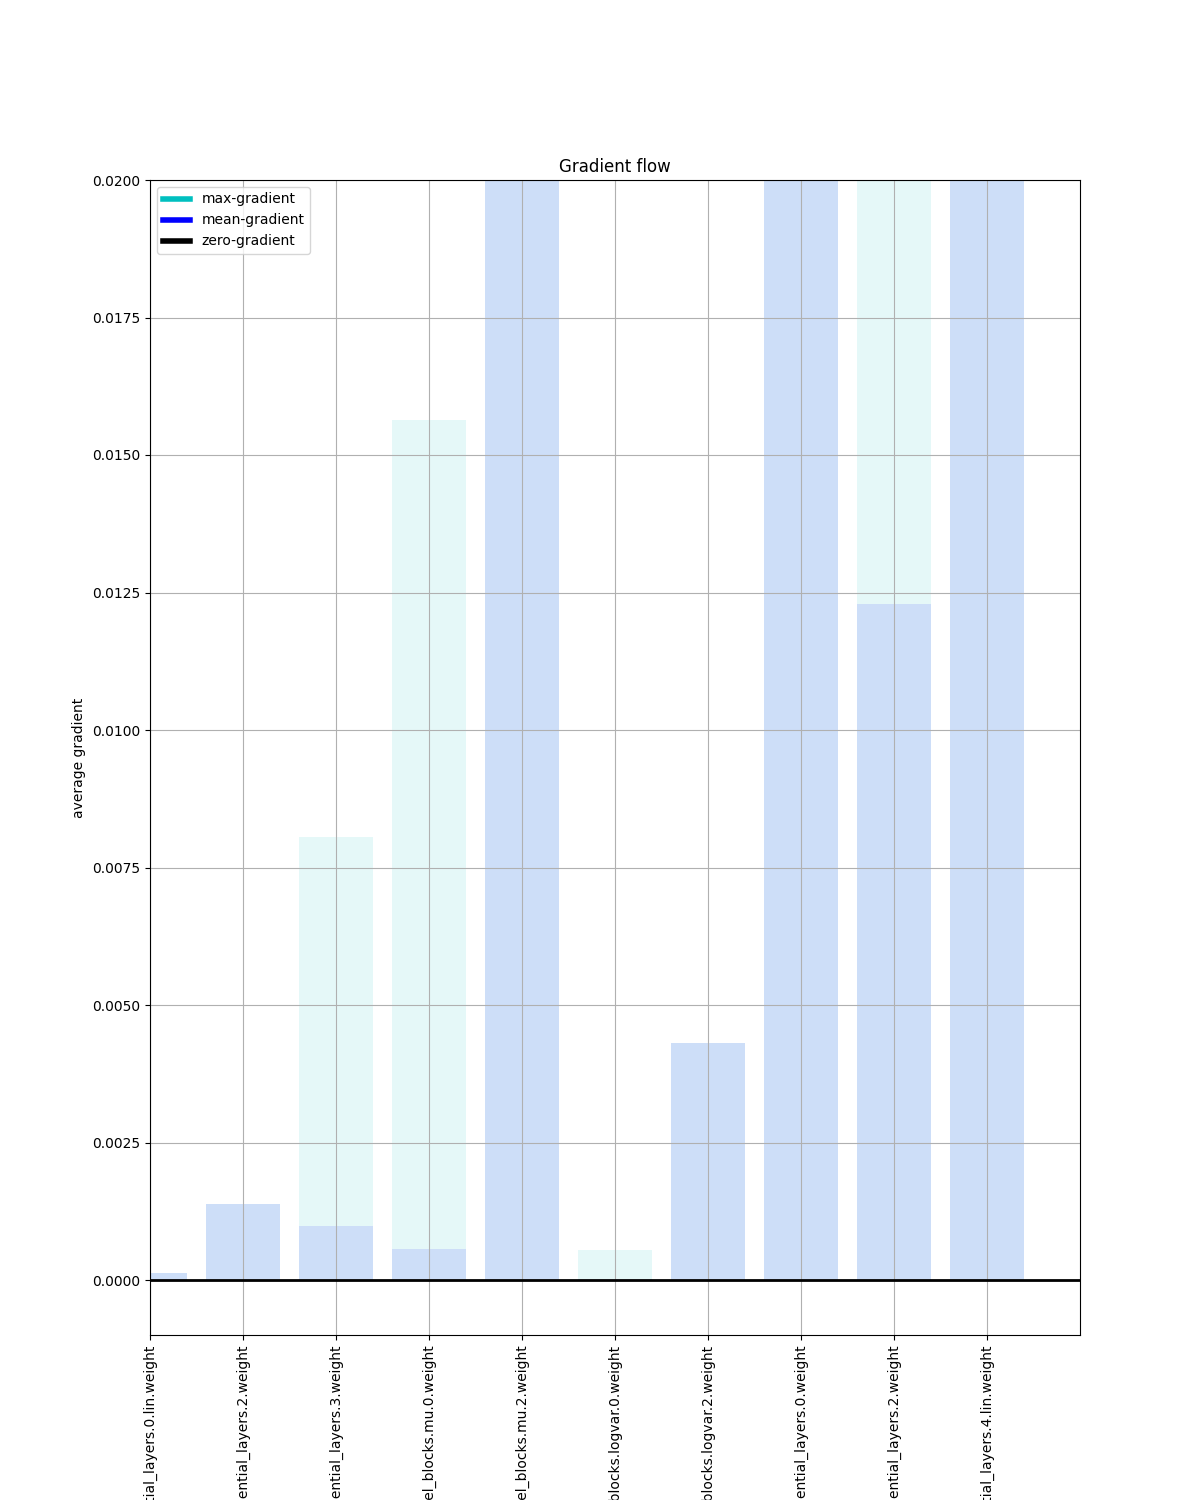 Gradient flow
max-gradient
mean-gradient
zero-gradient
0.0200
0.0175
0.0150
0.0125
0.0100
0.0075
0.0050
0.0025
0.0000
average gradient
tial_layers.0.lin.weight
ential_layers.2.weight
ential_layers.3.weight
el_blocks.mu.0.weight
el_blocks.mu.2.weight
blocks.logvar.0.weight
blocks.logvar.2.weight
ential_layers.0.weight
ential_layers.2.weight
tial_layers.4.lin.weight